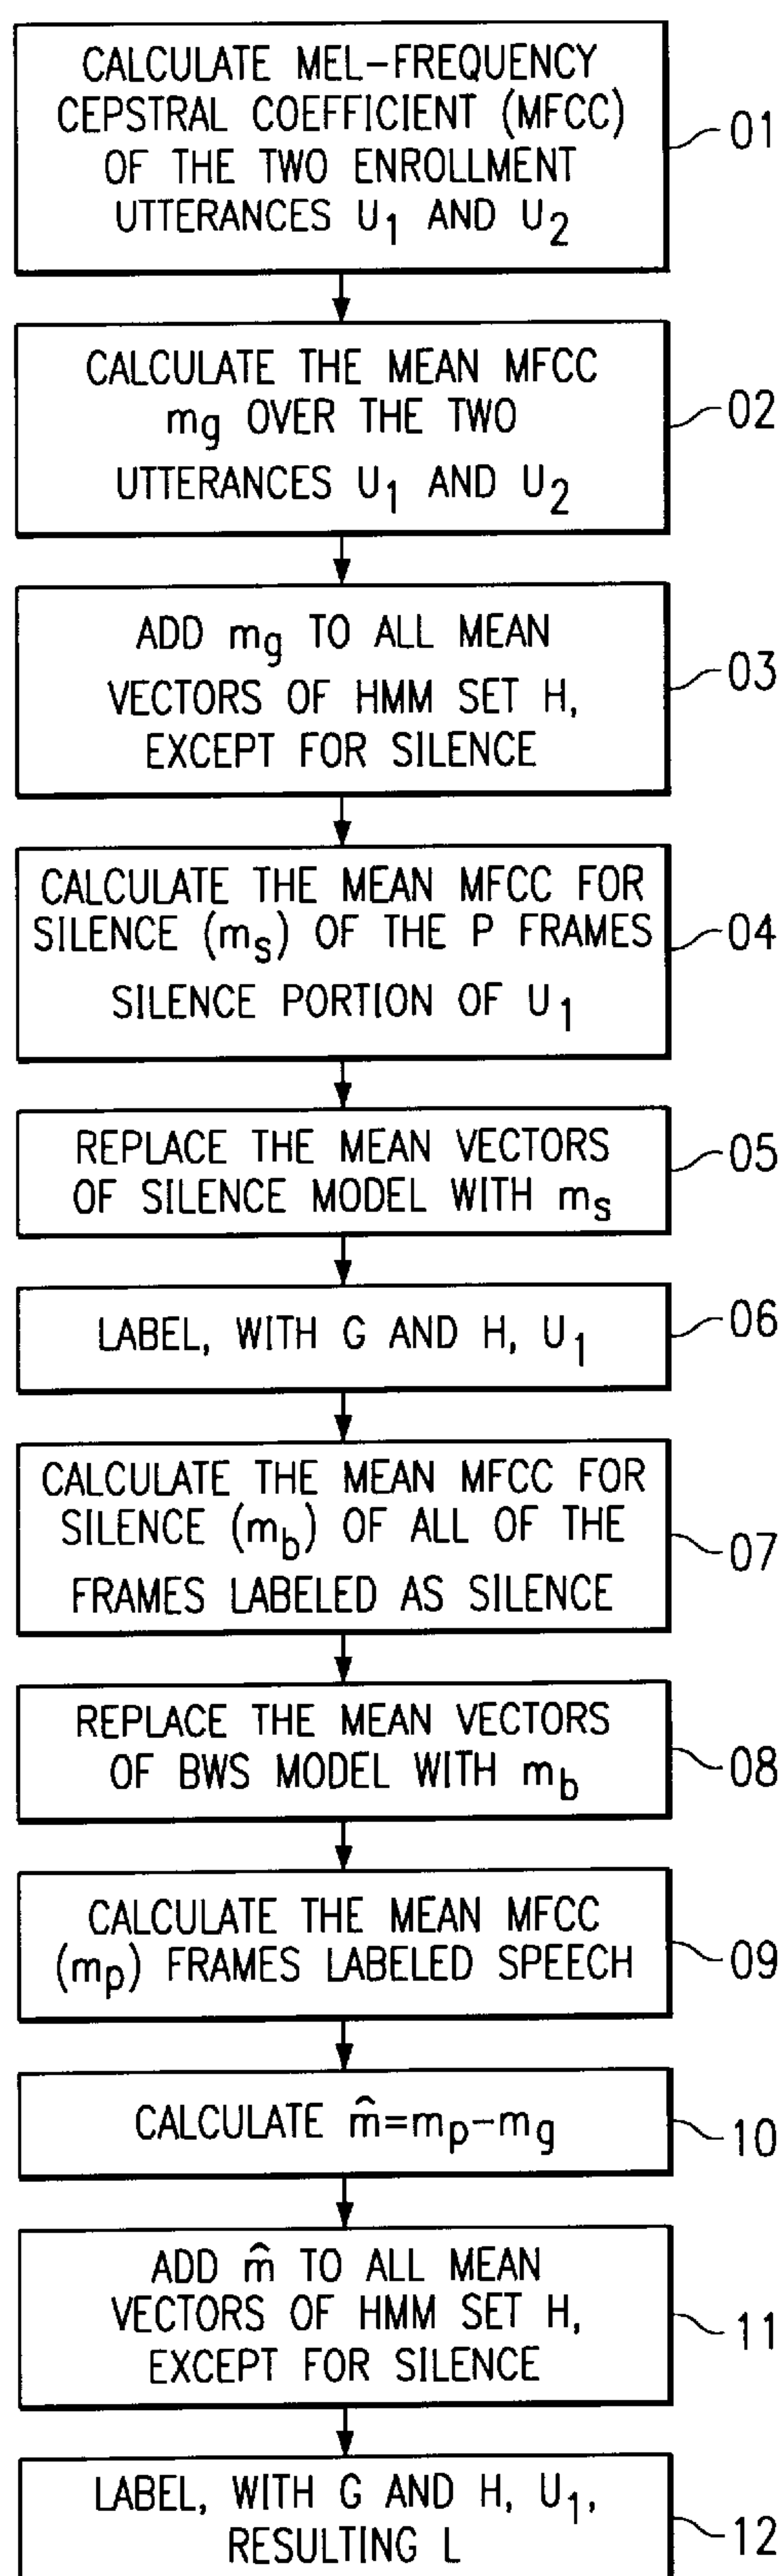 CALCULATE MEL-FREQUENCY
CEPSTRAL COEFFICIENT (MFCC)
OF THE TWO ENROLLMENT
UTTERANCES U1 AND U2
01
CALCULATE THE MEAN MFCC
mg OVER THE TWO
UTTERANCES U1 AND U2
02
ADD mg TO ALL MEAN
VECTORS OF HMM SET H,
EXCEPT FOR SILENCE
03
CALCULATE THE MEAN MFCC FOR
SILENCE (ms) OF THE P FRAMES
SILENCE PORTION OF U1
04
REPLACE THE MEAN VECTORS
OF SILENCE MODEL WITH ms
05
LABEL, WITH G AND H, U1
06
CALCULATE THE MEAN MFCC FOR
SILENCE (mb) OF ALL OF THE
FRAMES LABELED AS SILENCE
07
REPLACE THE MEAN VECTORS
OF BWS MODEL WITH mb
08
CALCULATE THE MEAN MFCC
(mp) FRAMES LABELED SPEECH
09
CALCULATE m̂=mp-mg
10
ADD m̂ TO ALL MEAN
VECTORS OF HMM SET H,
EXCEPT FOR SILENCE
11
LABEL, WITH G AND H, U1,
RESULTING L
12